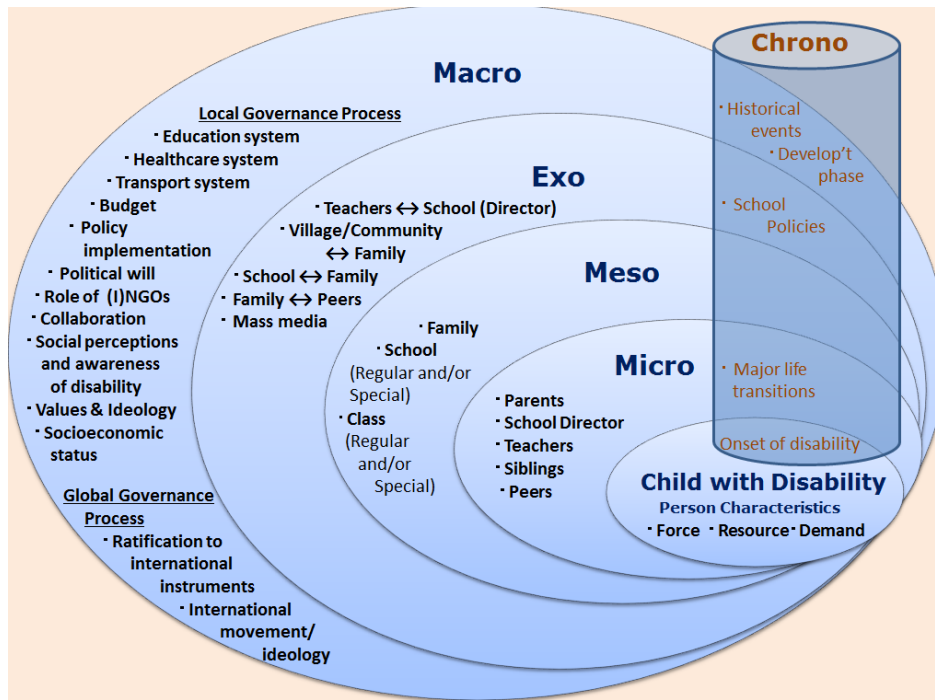 Macro
Local Governance Process
· Education system
· Healthcare system
· Transport system
· Budget
· Policy
implementation
· Political will
· Role of (I)NGOs
· Collaboration
· Social perceptions
and awareness
of disability
· Values & Ideology
· Socioeconomic
status
Global Governance
Process
· Ratification to
international
instruments
· International
movement/
ideology
Exo
· Teachers ↔ School (Director)
· Village/Community
↔ Family
· School ↔ Family
· Family ↔ Peers
· Mass media
Meso
· Family
· School
(Regular and/or
Special)
· Class
(Regular
and/or
Special)
Micro
· Parents
· School Director
· Teachers
· Siblings
· Peers
Child with Disability
Person Characteristics
· Force · Resource · Demand
Chrono
· Historical
events
· Develop't
phase
· School
Policies
· Major life
transitions
Onset of disability